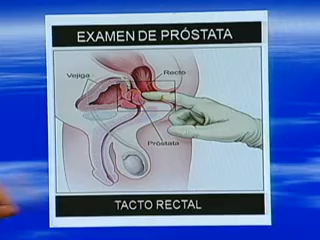 EXAMEN DE PRÓSTATA
Vejiga
Recto
Próstata
TACTO RECTAL